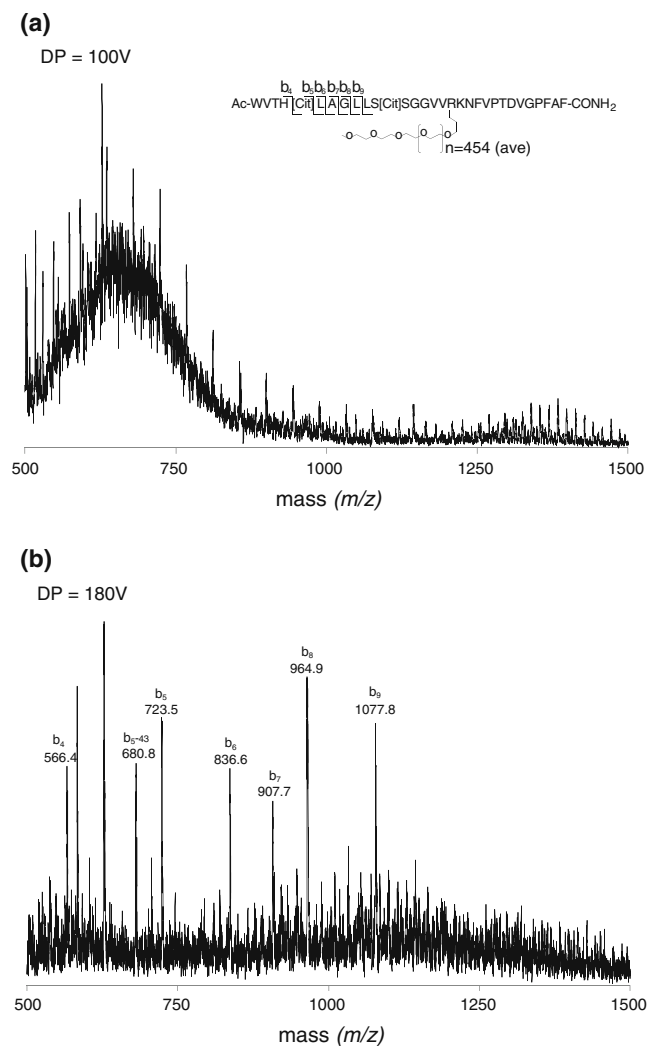 (a)
DP = 100V
b₄ b₅ b₆ b₇ b₈ b₉
Ac-WVTH[Cit]LAGLLS[Cit]SGGVVRKNFVPTDVGPFAF-CONH₂
o o o o o
n=454 (ave)
500 750 1000 1250 1500
mass (m/z)
(b)
DP = 180V
b₈
964.9
b₅
723.5
b₉
1077.8
b₄
566.4
b₅-43
680.8
b₆
836.6
b₇
907.7
500 750 1000 1250 1500
mass (m/z)